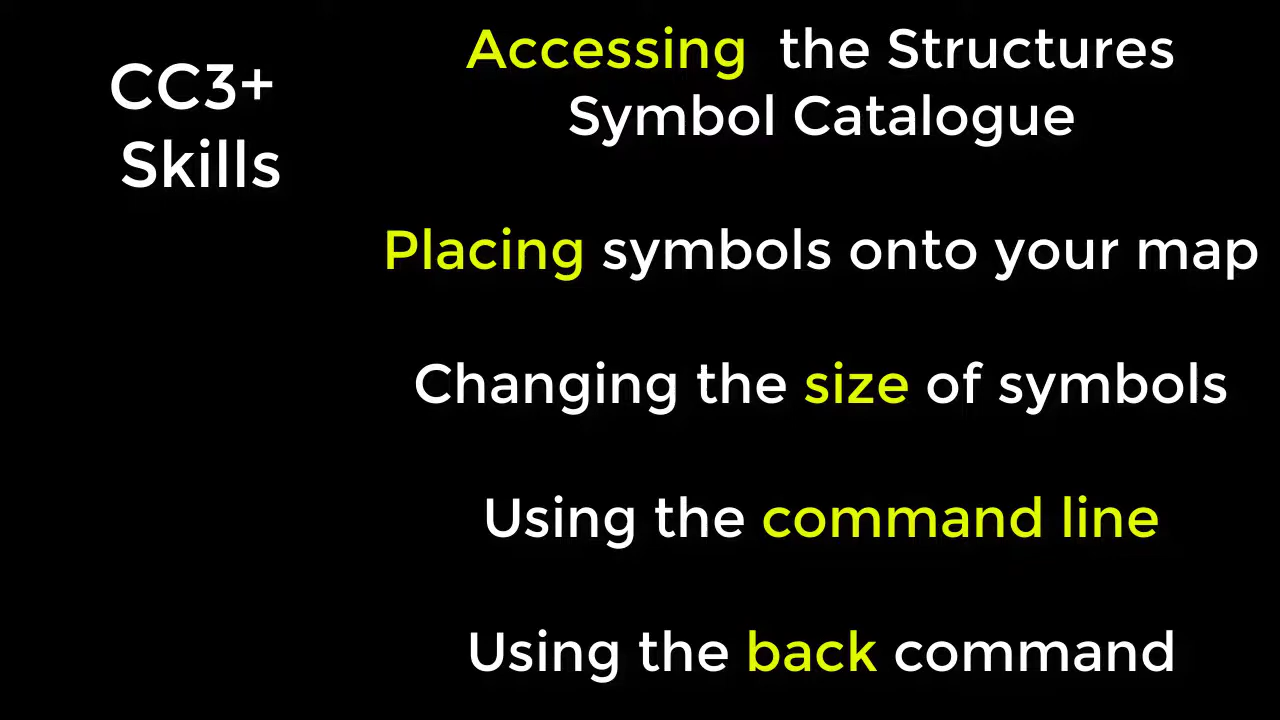 CC3+
Skills
Accessing the Structures
Symbol Catalogue
Placing symbols onto your map
Changing the size of symbols
Using the command line
Using the back command